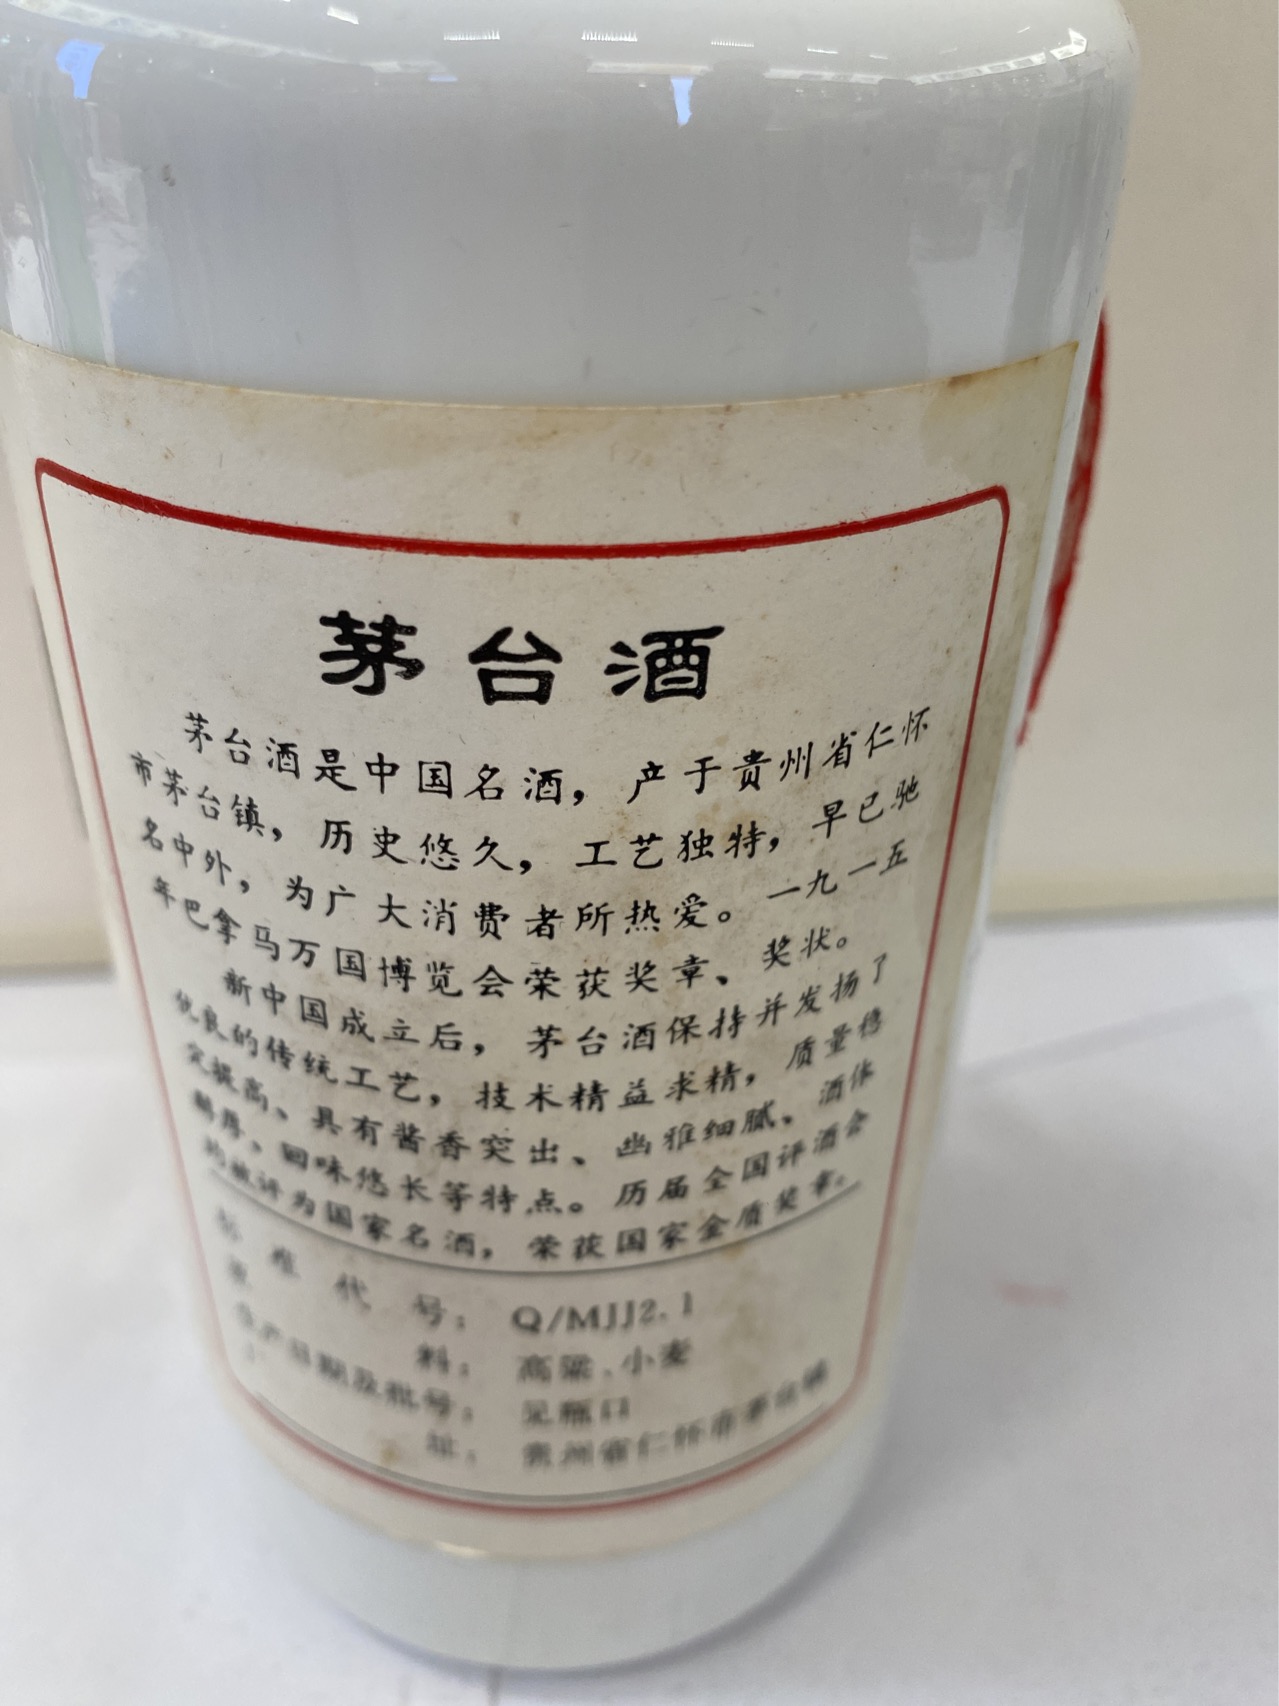 茅台酒
茅台酒是中国名酒，产于贵州省仁怀
市茅台镇，历史悠久，工艺独特，早已驰
名中外，为广大消费者所热爱。一九一五
年巴拿马万国博览会荣获奖章、奖状。
新中国成立后，茅台酒保持并发扬了
优良的传统工艺，技术精益求精，质量稳
定提高、具有酱香突出、幽雅细腻、酒体
醇厚、回味悠长等特点。历届全国评酒会
均被评为国家名酒，荣获国家金质奖章。
标准代号：Q/MJJ2.1
原料：高粱、小麦
生产日期及批号：见瓶口
址：贵州省仁怀市茅台镇